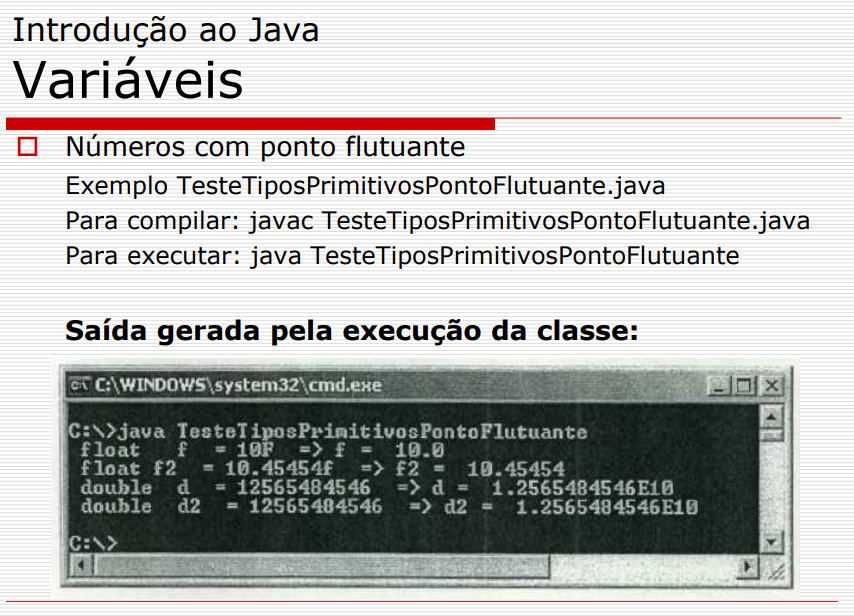 Introdução ao Java
Variáveis
Números com ponto flutuante
Exemplo TesteTiposPrimitivosPontoFlutuante.java
Para compilar: javac TesteTiposPrimitivosPontoFlutuante.java
Para executar: java TesteTiposPrimitivosPontoFlutuante
Saída gerada pela execução da classe:
C:\WINDOWS\system32\cmd.exe
C:\>java TesteTiposPrimitivosPontoFlutuante
float f = 10F => f = 10.0
float f2 = 10.45454f => f2 = 10.45454
double d = 12565484546 => d = 1.2565484546E10
double d2 = 12565484546 => d2 = 1.2565484546E10
C:\>